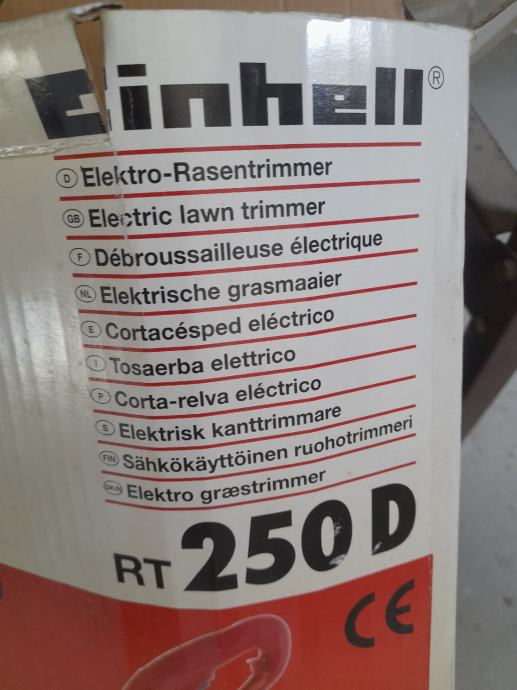 Einhell®
D Elektro-Rasentrimmer
GB Electric lawn trimmer
F Débroussailleuse électrique
NL Elektrische grasmaaier
E Cortacésped eléctrico
I Tosaerba elettrico
P Corta-relva eléctrico
S Elektrisk kanttrimmare
FIN Sähkökäyttöinen ruohotrimmeri
DK/N Elektro græstrimmer
RT 250 D
CE